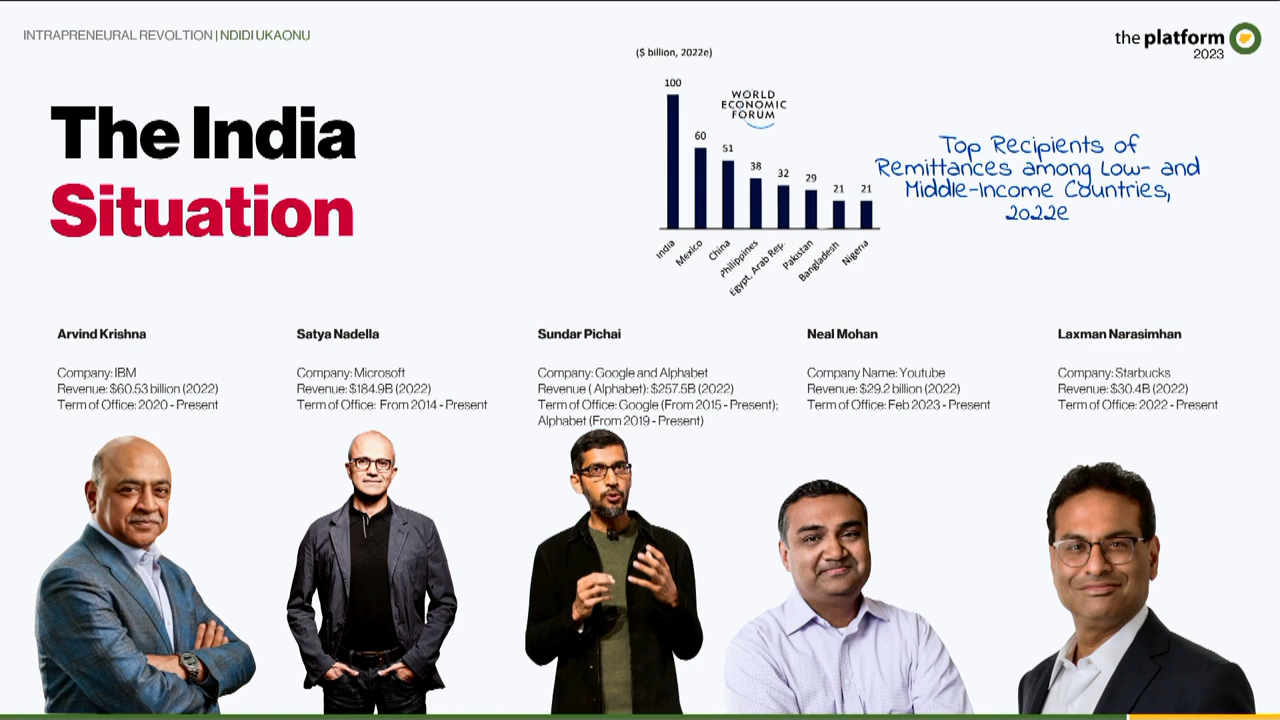 INTRAPRENEURAL REVOLTION | NDIDI UKAONU
the platform
2023
The India
Situation
($ billion, 2022e)
100
60
51
38
32
29
21
21
WORLD
ECONOMIC
FORUM
India
Mexico
China
Philippines
Egypt, Arab Rep.
Pakistan
Bangladesh
Nigeria
Top Recipients of
Remittances among Low- and
Middle-Income Countries,
2022e
Arvind Krishna
Company: IBM
Revenue: $60.53 billion (2022)
Term of Office: 2020 - Present
Satya Nadella
Company: Microsoft
Revenue: $184.9B (2022)
Term of Office: From 2014 - Present
Sundar Pichai
Company: Google and Alphabet
Revenue ( Alphabet): $257.5B (2022)
Term of Office: Google (From 2015 - Present);
Alphabet (From 2019 - Present)
Neal Mohan
Company Name: Youtube
Revenue: $29.2 billion (2022)
Term of Office: Feb 2023 - Present
Laxman Narasimhan
Company: Starbucks
Revenue: $30.4B (2022)
Term of Office: 2022 - Present